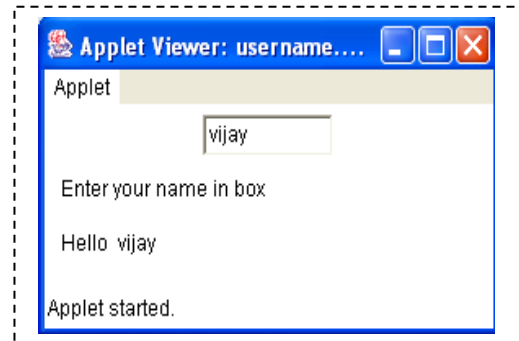 Applet Viewer: username....
Applet
vijay
Enter your name in box
Hello vijay
Applet started.